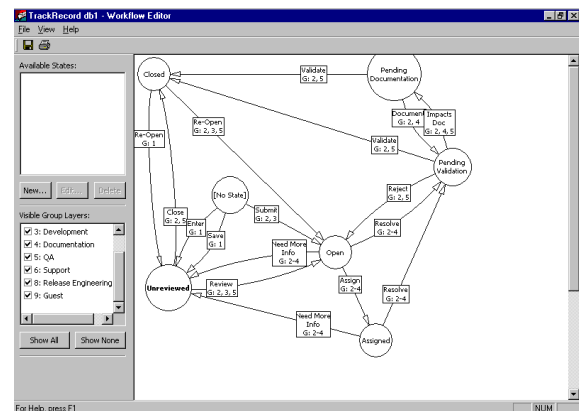 TrackRecord db1 - Workflow Editor
File View Help
Available States:
New... Edit... Delete
Visible Group Layers:
3: Development
4: Documentation
5: QA
6: Support
8: Release Engineering
9: Guest
Show All Show None
Closed
Validate
G: 2, 5
Pending
Documentation
Document
G: 2, 4
Impacts
Doc
G: 2, 4, 5
Re-Open
G: 1
Re-Open
G: 2, 3, 5
Validate
G: 2, 5
Pending
Validation
[No State]
Reject
G: 2, 5
Close
G: 2, 5
Enter
G: 1
Save
G: 1
Submit
G: 2, 3
Resolve
G: 2-4
Need More
Info
G: 2-4
Open
Unreviewed
Review
G: 2, 3, 5
Assign
G: 2-4
Resolve
G: 2-4
Need More
Info
G: 2-4
Assigned
For Help, press F1
NUM